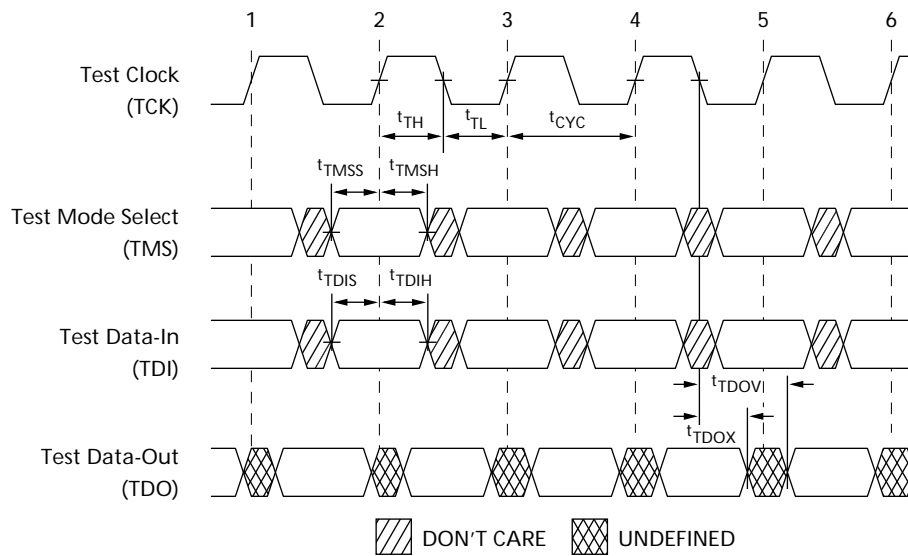 1 2 3 4 5 6
Test Clock
(TCK)
tTH tTL tCYC
tTMSS tTMSH
Test Mode Select
(TMS)
tTDIS tTDIH
Test Data-In
(TDI)
tTDOV
tTDOX
Test Data-Out
(TDO)
DON'T CARE UNDEFINED